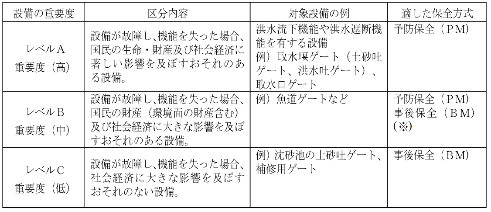 設備の重要度
区分内容
対象設備の例
適した保全方式
レベルA
重要度（高）
設備が故障し、機能を失った場合、
国民の生命・財産及び社会経済に
著しい影響を及ぼすおそれのあ
る設備。
洪水流下機能や洪水遮断機能
を有する設備
例）取水堰ゲート（土砂吐
ゲート、洪水吐ゲート）、
取水口ゲート
予防保全（PM）
レベルB
重要度（中）
設備が故障し、機能を失った場合、
国民の財産（環境面の財産含む）
及び社会経済に大きな影響を及ぼ
すおそれのある設備。
例）魚道ゲートなど
予防保全（PM）
事後保全（BM）
（※）
レベルC
重要度（低）
設備が故障し、機能を失った場合、
社会経済に大きな影響を及ぼす
おそれのない設備。
例）沈砂池の土砂吐ゲート、
補修用ゲート
事後保全（BM）